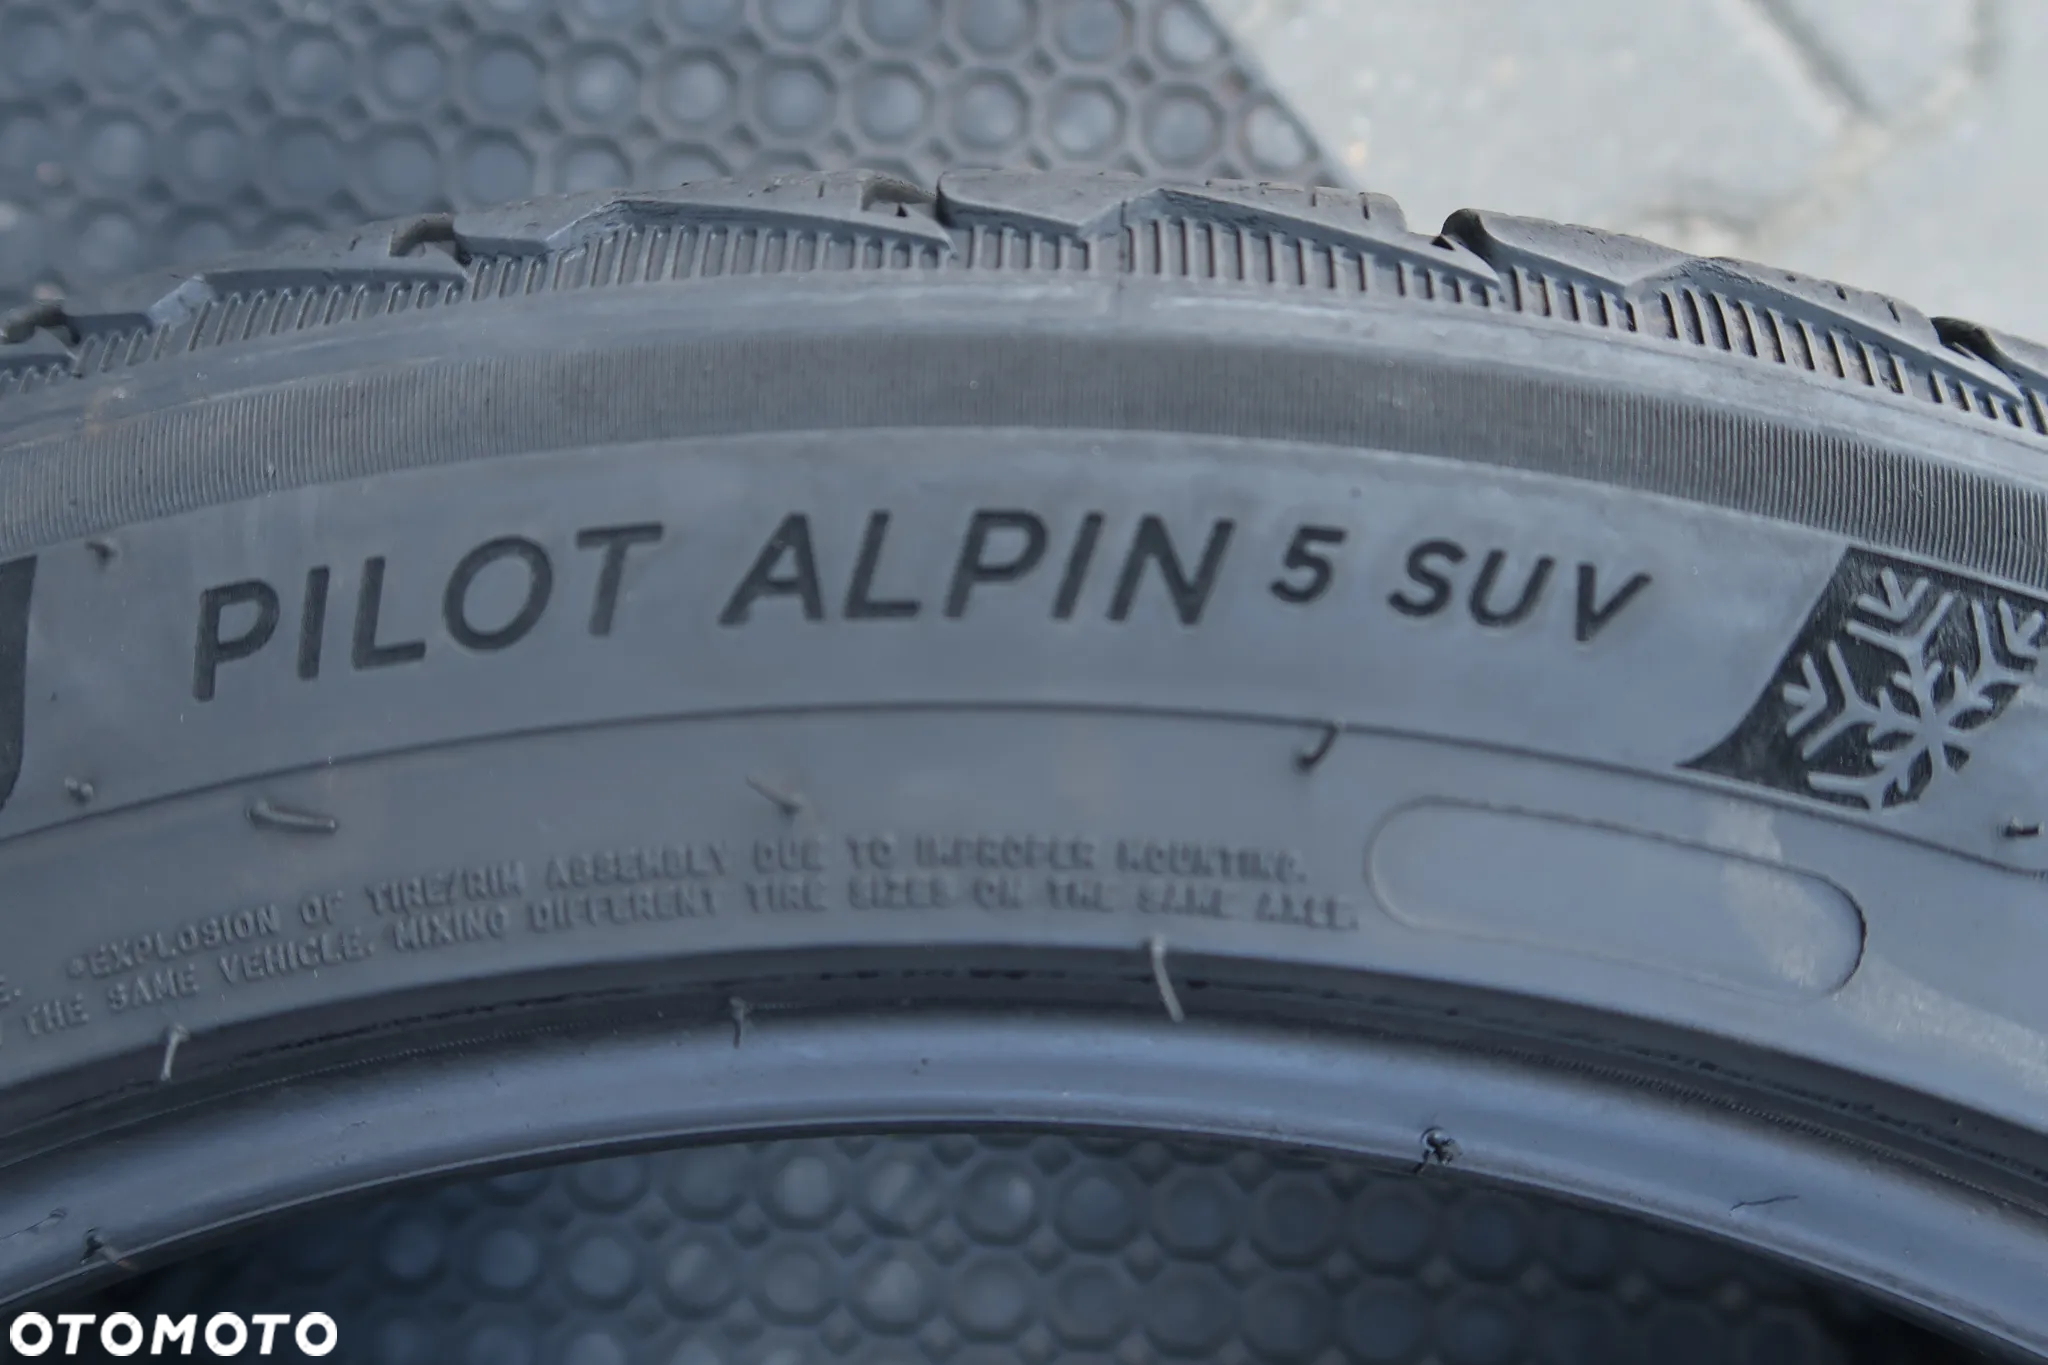 PILOT ALPIN 5 SUV
E. *EXPLOSION OF TIRE/RIM ASSEMBLY DUE TO IMPROPER MOUNTING.
THE SAME VEHICLE. MIXING DIFFERENT TIRE SIZES ON THE SAME AXLE.
OTOMOTO